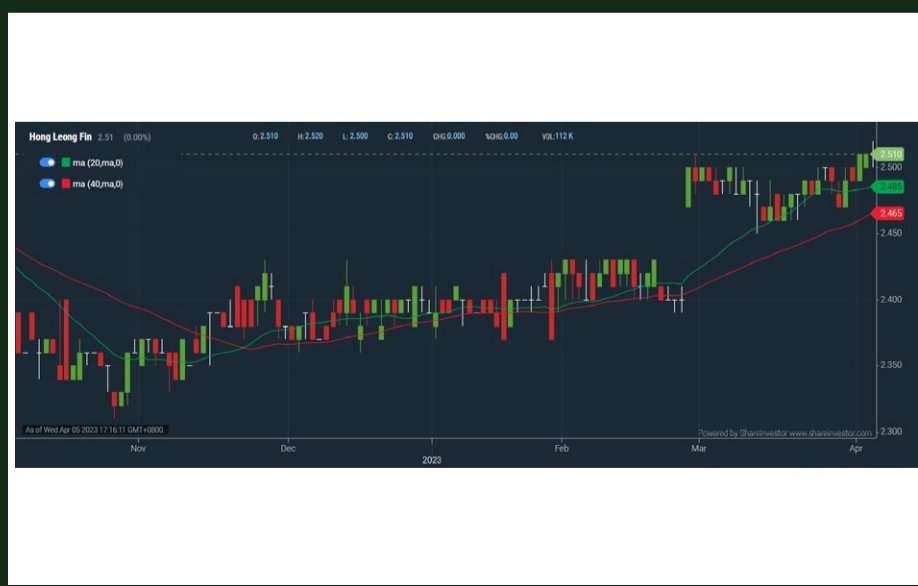 Hong Leong Fin 2.51 (0.00%) O: 2.510 H: 2.520 L: 2.500 C: 2.510 CHG:0.000 %CHG:0.00 VOL:112 K
ma (20,ma,0)
ma (40,ma,0)
2.510
2.500
2.485
2.465
2.450
2.400
2.350
2.300
As of Wed Apr 05 2023 17:16:11 GMT+0800
Powered by ShareInvestor www.shareinvestor.com
Nov Dec Feb Mar Apr
2023